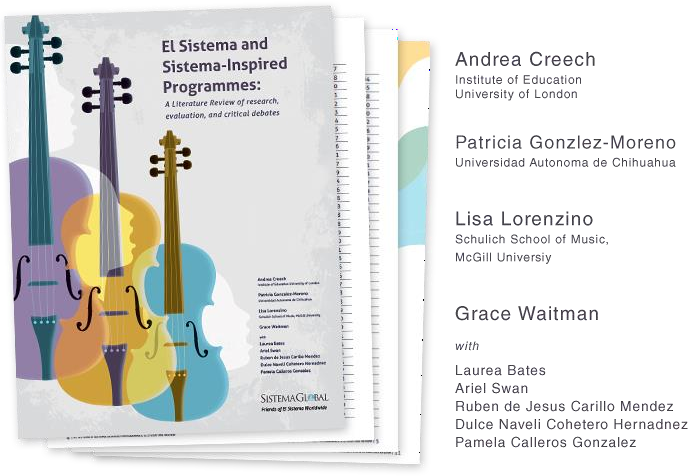 El Sistema and
Sistema-Inspired
Programmes:
A Literature Review of research,
evaluation, and critical debates
Andrea Creech
Institute of Education University of London
Patricia Gonzalez-Moreno
Universidad Autonoma de Chihuahua
Lisa Lorenzino
Schulich School of Music, McGill University
Grace Waitman
with
Laurea Bates
Ariel Swan
Ruben de Jesus Carillo Mendez
Dulce Naveli Cohetero Hernadnez
Pamela Calleros Gonzalez
SISTEMAGLOBAL
Friends of El Sistema Worldwide
Andrea Creech
Institute of Education
University of London
Patricia Gonzlez-Moreno
Universidad Autonoma de Chihuahua
Lisa Lorenzino
Schulich School of Music,
McGill Universiy
Grace Waitman
with
Laurea Bates
Ariel Swan
Ruben de Jesus Carillo Mendez
Dulce Naveli Cohetero Hernadnez
Pamela Calleros Gonzalez